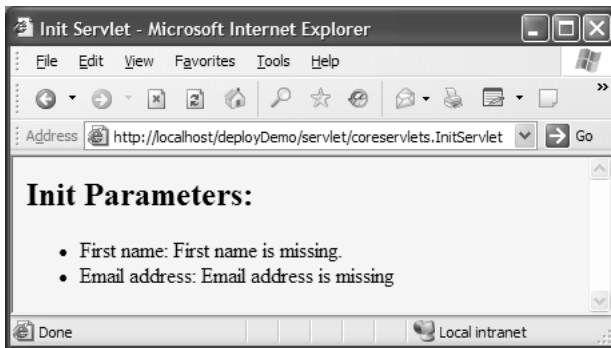 Init Servlet - Microsoft Internet Explorer
File Edit View Favorites Tools Help
»
Address http://localhost/deployDemo/servlet/coreservlets.InitServlet Go
Init Parameters:
• First name: First name is missing.
• Email address: Email address is missing
Done Local intranet